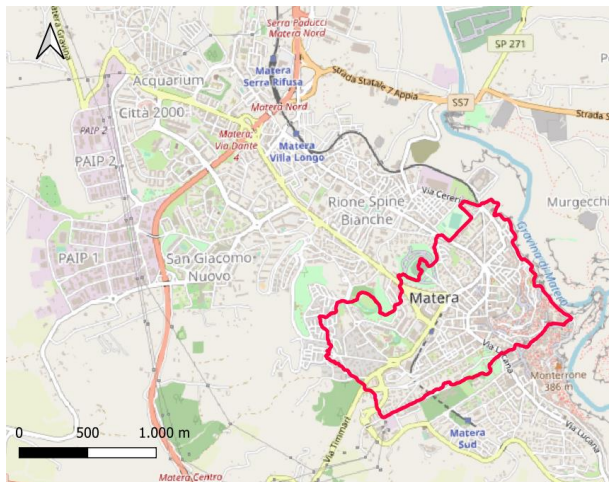 Serra Paducci
Matera Nord
SP 271
Matera
Serra Rifusa
Strada Statale 7 Appia
Acquarium
SS7
Strada S
Città 2000
Matera Nord
Matera,
Via Dante
4
Matera
Villa Longo
PAIP 2
PAIP 2
Rione Spine
Bianche
Via Cererie
Murgecchi
PAIP 1
San Giacomo
Nuovo
Gravina di Matera
Matera
Via Lucana
Monterrone
386 m
0 500 1.000 m
Via Timmari
Matera
Sud
Via Lucana
Matera Centro